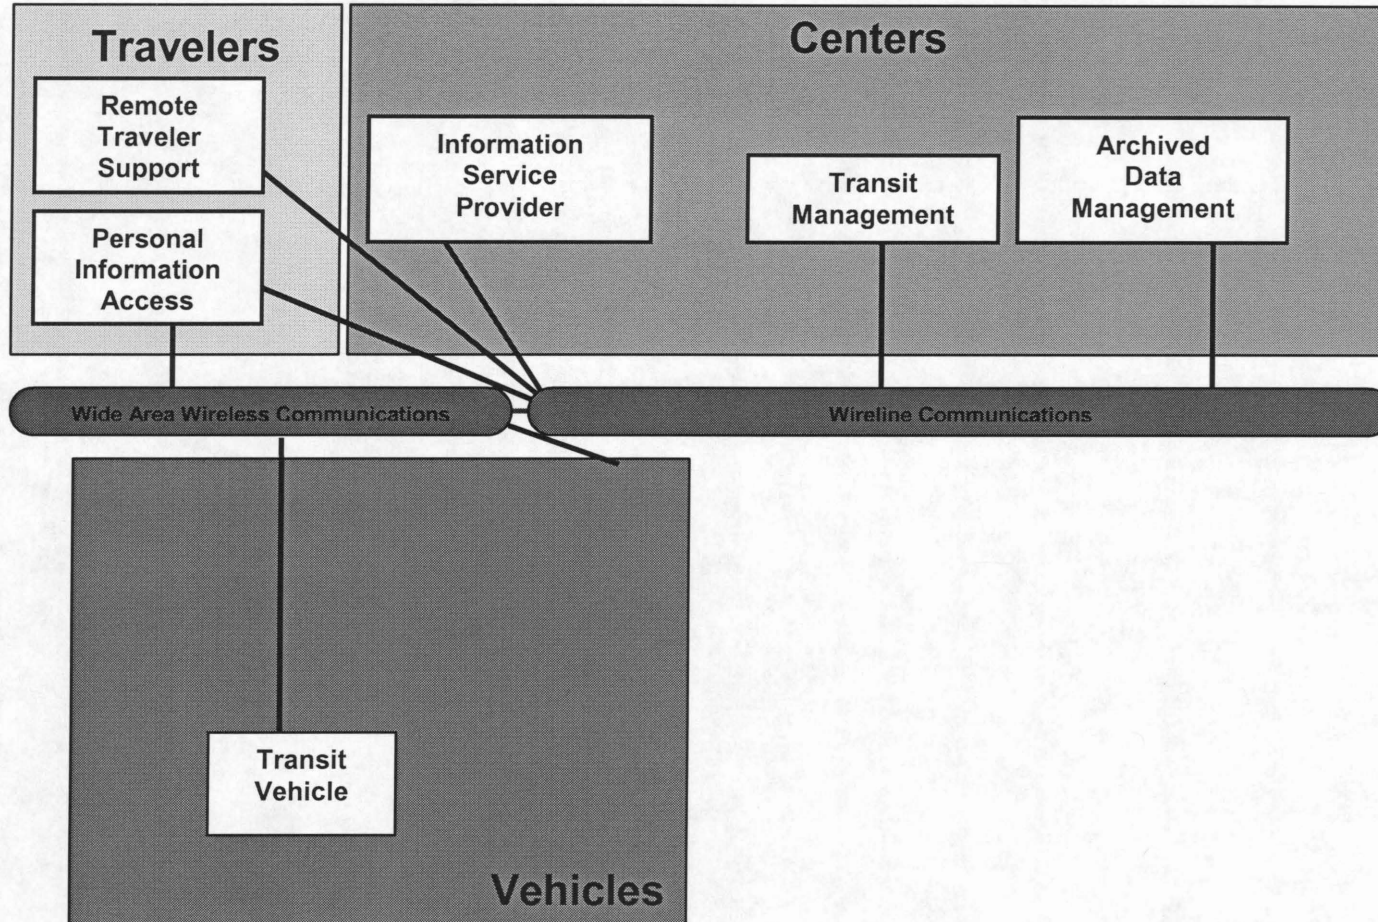 Travelers
Remote
Traveler
Support
Personal
Information
Access
Centers
Information
Service
Provider
Transit
Management
Archived
Data
Management
Wide Area Wireless Communications
Wireline Communications
Transit
Vehicle
Vehicles